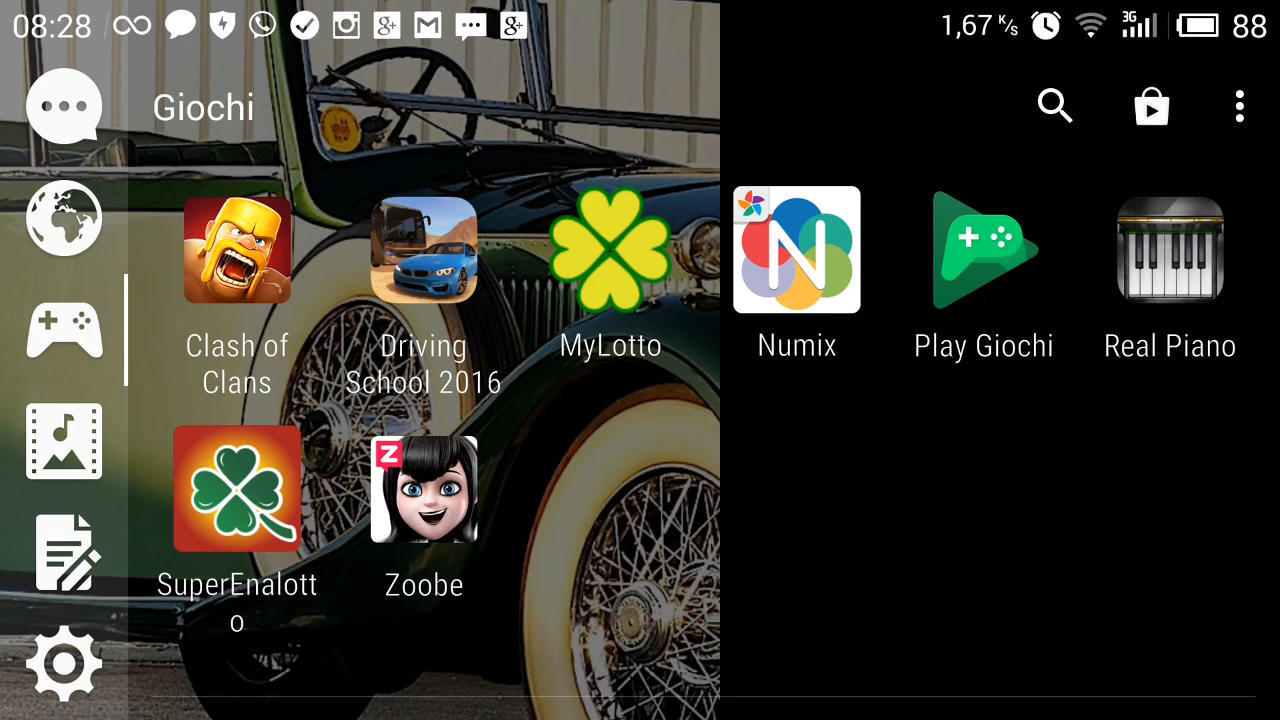 08:28
1,67 K/s 3G 88
Giochi
Clash of
Clans
Driving
School 2016
MyLotto
N
Numix
Play Giochi
Real Piano
SuperEnalott
o
Z
Zoobe